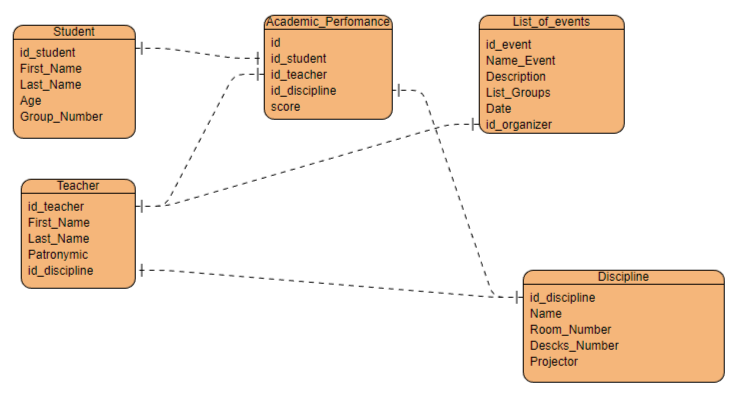 Student
id_student
First_Name
Last_Name
Age
Group_Number
Academic_Perfomance
id
id_student
id_teacher
id_discipline
score
List_of_events
id_event
Name_Event
Description
List_Groups
Date
id_organizer
Teacher
id_teacher
First_Name
Last_Name
Patronymic
id_discipline
Discipline
id_discipline
Name
Room_Number
Descks_Number
Projector